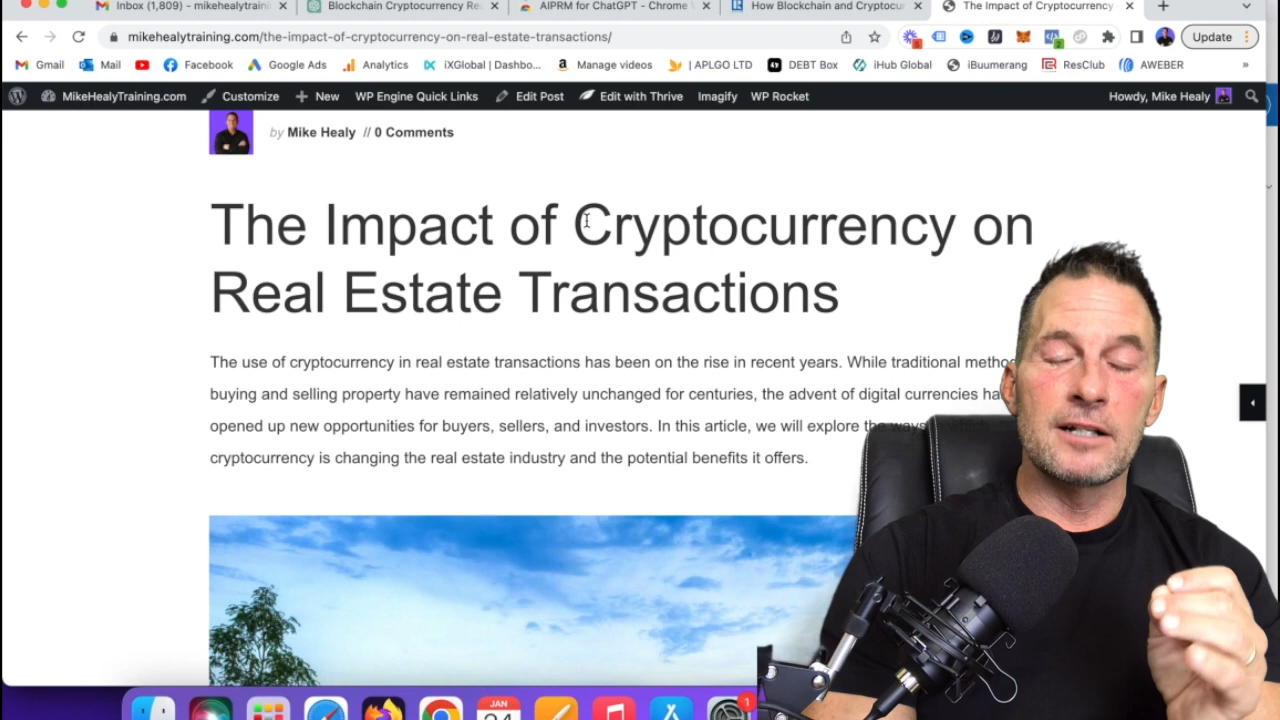 Inbox (1,809) - mikehealytraini
Blockchain Cryptocurrency Re
AIPRM for ChatGPT - Chrome
How Blockchain and Cryptocur
The Impact of Cryptocurrency
mikehealytraining.com/the-impact-of-cryptocurrency-on-real-estate-transactions/
5
2
Update
Gmail
Mail
Facebook
Google Ads
Analytics
iXGlobal | Dashbo...
Manage videos
| APLGO LTD
DEBT Box
iHub Global
iBuumerang
ResClub
AWEBER
»
MikeHealyTraining.com
Customize
New
WP Engine Quick Links
Edit Post
Edit with Thrive
Imagify
WP Rocket
Howdy, Mike Healy
by Mike Healy // 0 Comments
The Impact of Cryptocurrency on
Real Estate Transactions
The use of cryptocurrency in real estate transactions has been on the rise in recent years. While traditional
buying and selling property have remained relatively unchanged for centuries, the advent of digital currencies
opened up new opportunities for buyers, sellers, and investors. In this article, we will explore the ways
cryptocurrency is changing the real estate industry and the potential benefits it offers.
JAN
1